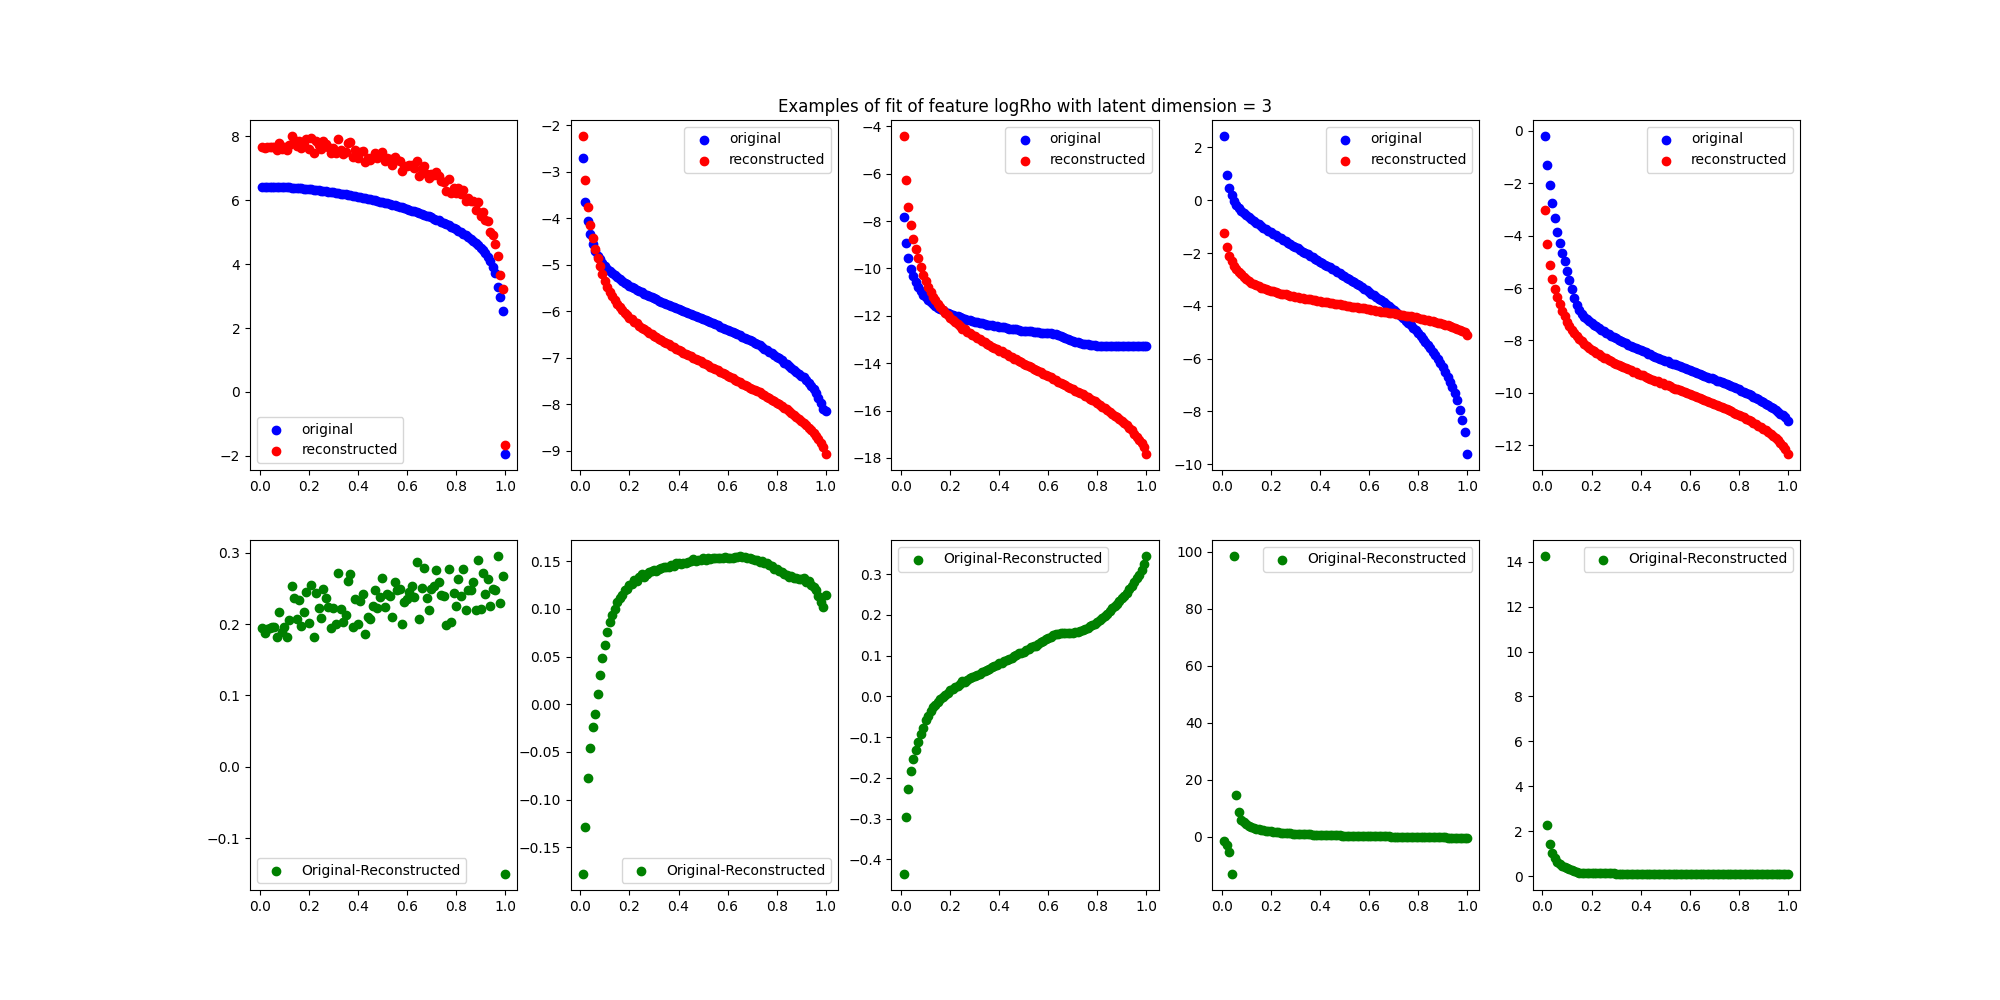 Examples of fit of feature logRho with latent dimension = 3
8
6
4
2
0
−2
original
reconstructed
0.0 0.2 0.4 0.6 0.8 1.0
−2
−3
−4
−5
−6
−7
−8
−9
original
reconstructed
0.0 0.2 0.4 0.6 0.8 1.0
−4
−6
−8
−10
−12
−14
−16
−18
original
reconstructed
0.0 0.2 0.4 0.6 0.8 1.0
2
0
−2
−4
−6
−8
−10
original
reconstructed
0.0 0.2 0.4 0.6 0.8 1.0
0
−2
−4
−6
−8
−10
−12
original
reconstructed
0.0 0.2 0.4 0.6 0.8 1.0
0.3
0.2
0.1
0.0
−0.1
Original-Reconstructed
0.0 0.2 0.4 0.6 0.8 1.0
0.15
0.10
0.05
0.00
−0.05
−0.10
−0.15
Original-Reconstructed
0.0 0.2 0.4 0.6 0.8 1.0
Original-Reconstructed
0.3
0.2
0.1
0.0
−0.1
−0.2
−0.3
−0.4
0.0 0.2 0.4 0.6 0.8 1.0
Original-Reconstructed
100
80
60
40
20
0
0.0 0.2 0.4 0.6 0.8 1.0
Original-Reconstructed
14
12
10
8
6
4
2
0
0.0 0.2 0.4 0.6 0.8 1.0